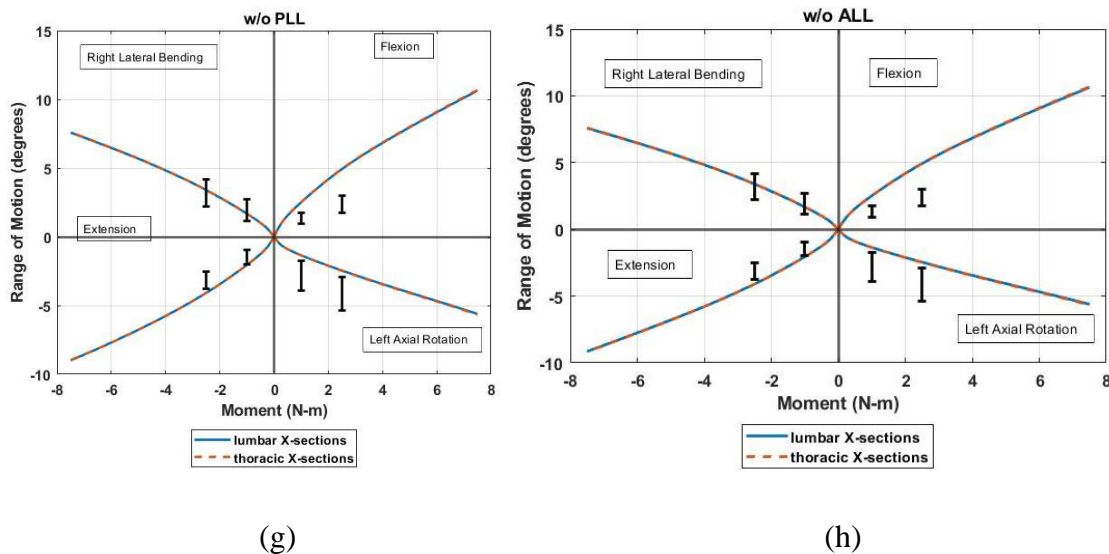 w/o PLL
15
10
5
0
-5
-10
Range of Motion (degrees)
Right Lateral Bending
Flexion
Extension
Left Axial Rotation
-8 -6 -4 -2 0 2 4 6 8
Moment (N-m)
lumbar X-sections
thoracic X-sections
(g)
w/o ALL
15
10
5
0
-5
-10
Range of Motion (degrees)
Right Lateral Bending
Flexion
Extension
Left Axial Rotation
-8 -6 -4 -2 0 2 4 6 8
Moment (N-m)
lumbar X-sections
thoracic X-sections
(h)